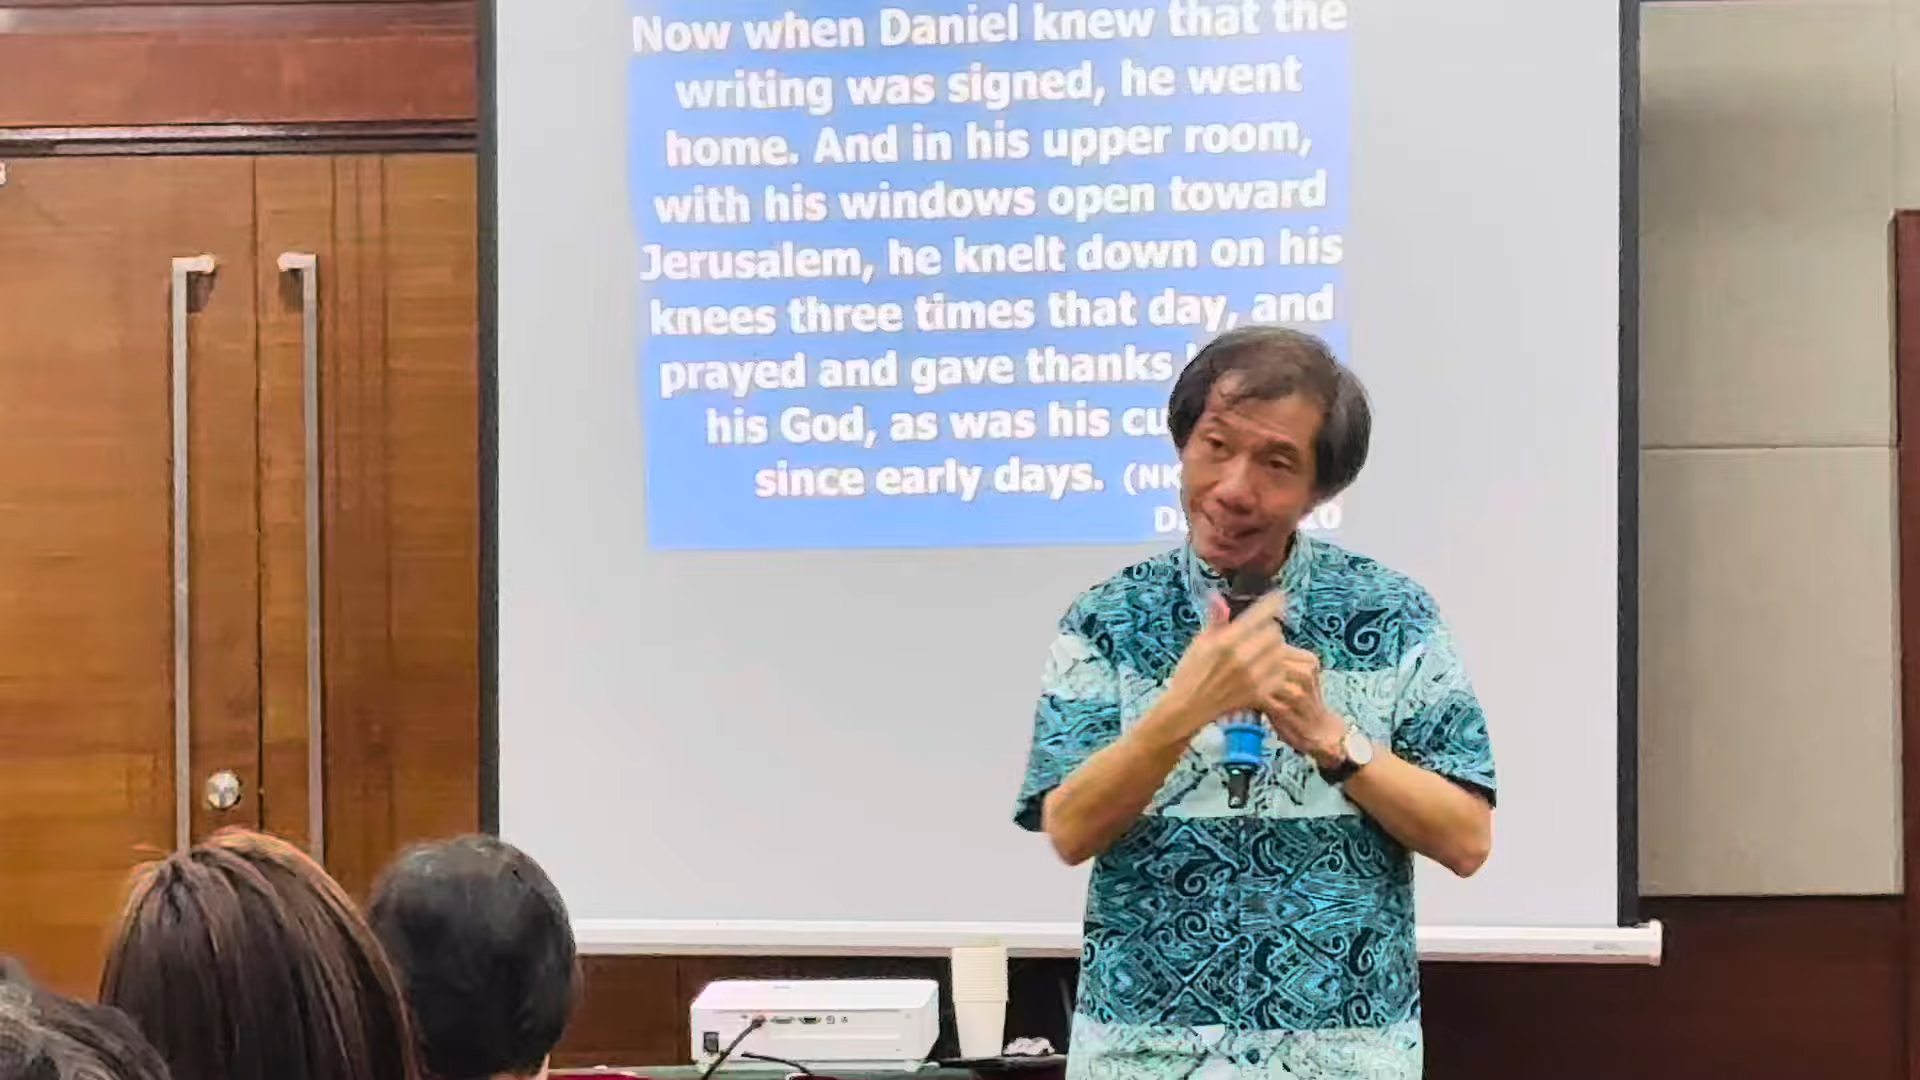 Now when Daniel knew that the
writing was signed, he went
home. And in his upper room,
with his windows open toward
Jerusalem, he knelt down on his
knees three times that day, and
prayed and gave thanks
his God, as was his
since early days.